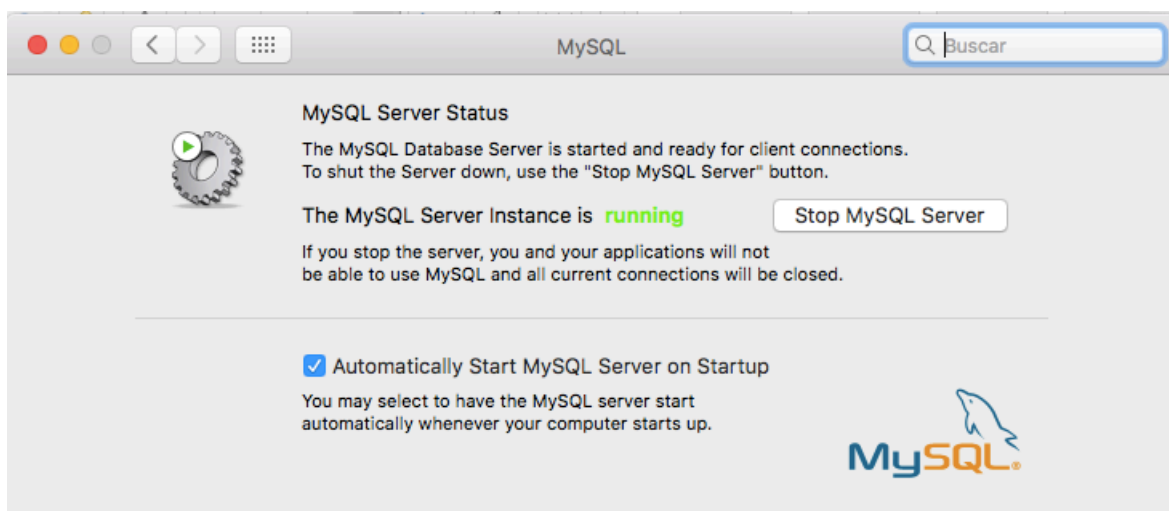 MySQL
Buscar
MySQL Server Status
The MySQL Database Server is started and ready for client connections.
To shut the Server down, use the "Stop MySQL Server" button.
The MySQL Server Instance is running
Stop MySQL Server
If you stop the server, you and your applications will not
be able to use MySQL and all current connections will be closed.
Automatically Start MySQL Server on Startup
You may select to have the MySQL server start
automatically whenever your computer starts up.
MySQL®